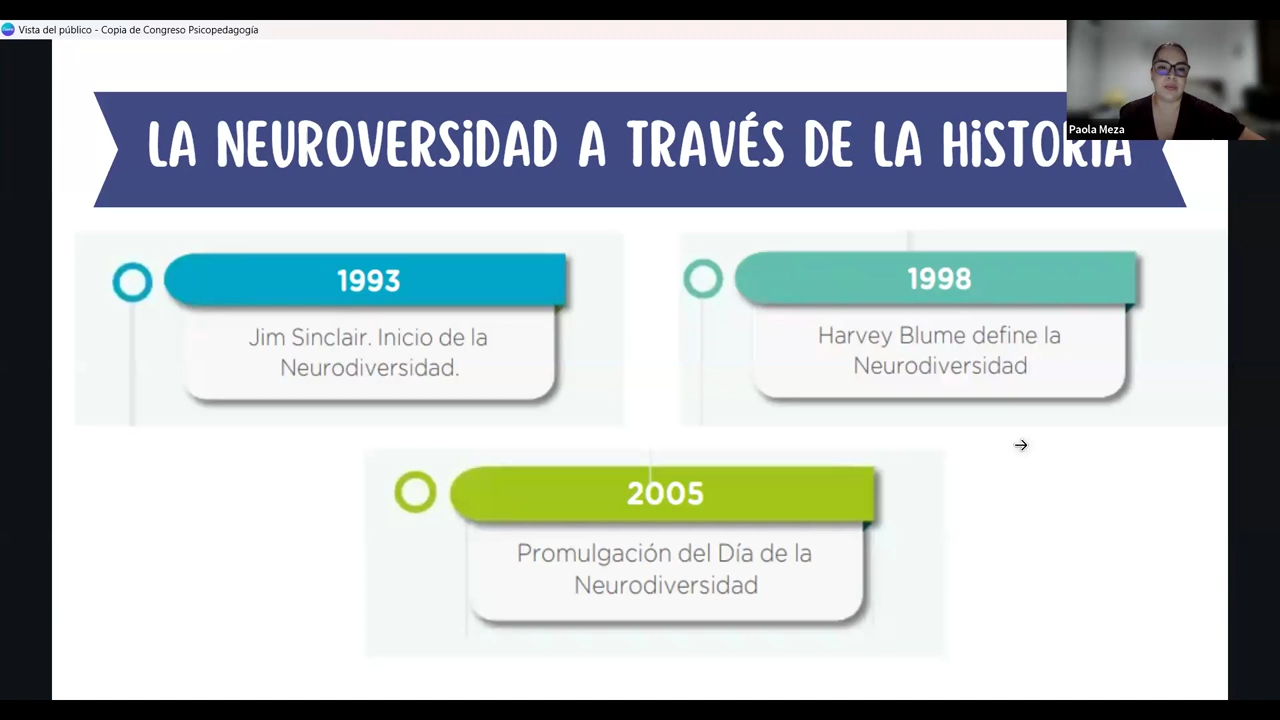 Vista del público - Copia de Congreso Psicopedagogía
Paola Meza
LA NEUROVERSiDAD A TRAVÉS DE LA HiSTORiA
1993
Jim Sinclair. Inicio de la
Neurodiversidad.
1998
Harvey Blume define la
Neurodiversidad
2005
Promulgación del Día de la
Neurodiversidad